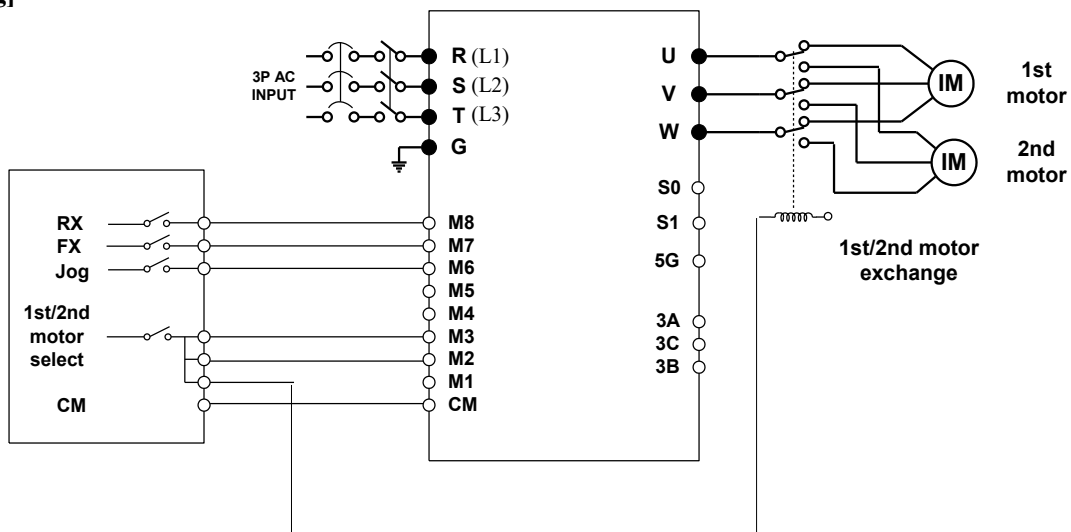 3P AC
INPUT
R (L1)
S (L2)
T (L3)
G
U
V
W
IM
1st
motor
IM
2nd
motor
S0
S1
5G
3A
3C
3B
1st/2nd motor
exchange
RX
FX
Jog
1st/2nd
motor
select
CM
M8
M7
M6
M5
M4
M3
M2
M1
CM